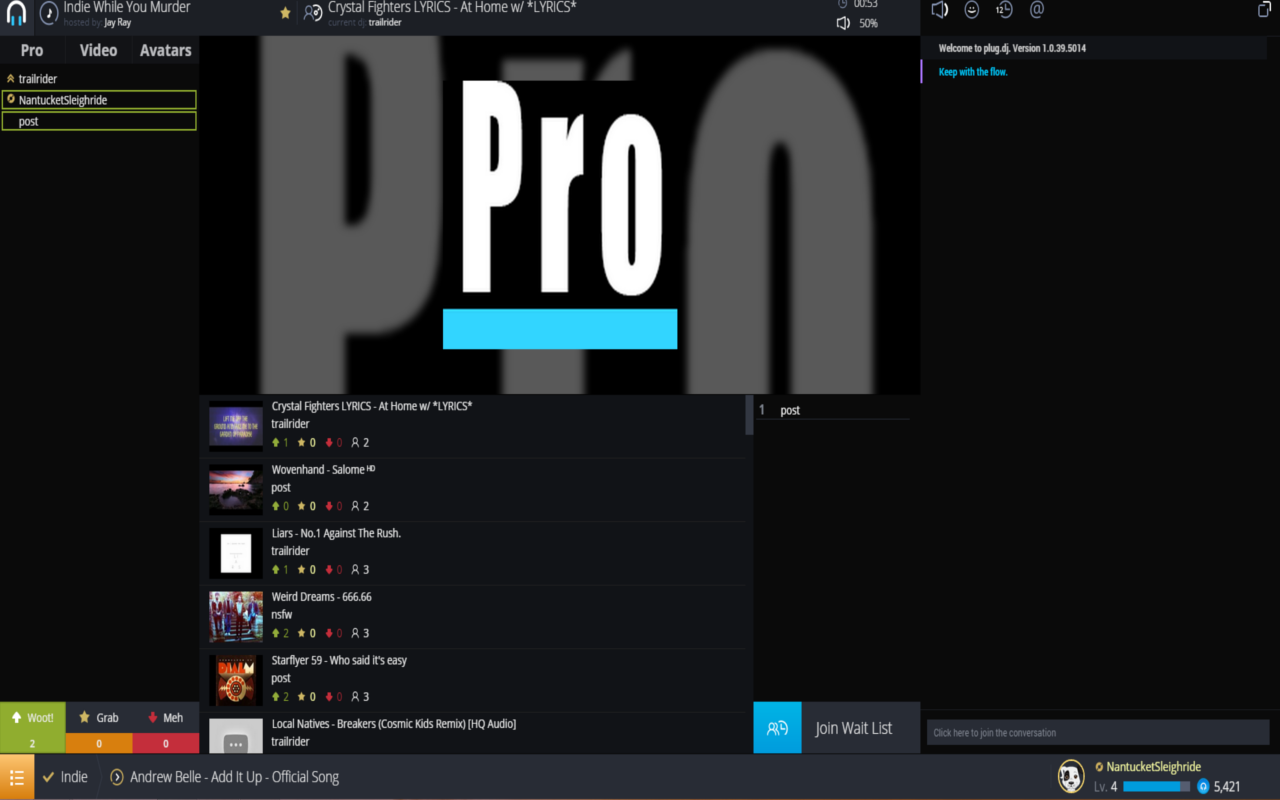 Indie While You Murder
hosted by Jay Ray
Crystal Fighters LYRICS - At Home w/ *LYRICS*
current dj: trailrider
00:53
50%
12
@
Pro
Video
Avatars
trailrider
NantucketSleighride
post
Pro
Pro
Welcome to plug.dj. Version 1.0.39.5014
Keep with the flow.
Crystal Fighters LYRICS - At Home w/ *LYRICS*
trailrider
1 0 0 2
Wovenhand - Salome HD
post
0 0 0 2
Liars - No.1 Against The Rush.
trailrider
1 0 0 3
Weird Dreams - 666.66
nsfw
2 0 0 3
Starflyer 59 - Who said it's easy
post
2 0 0 3
Local Natives - Breakers (Cosmic Kids Remix) [HQ Audio]
trailrider
1 post
Woot!
2
Grab
0
Meh
0
Join Wait List
Click here to join the conversation
Indie
Andrew Belle - Add It Up - Official Song
NantucketSleighride
Lv. 4
5,421